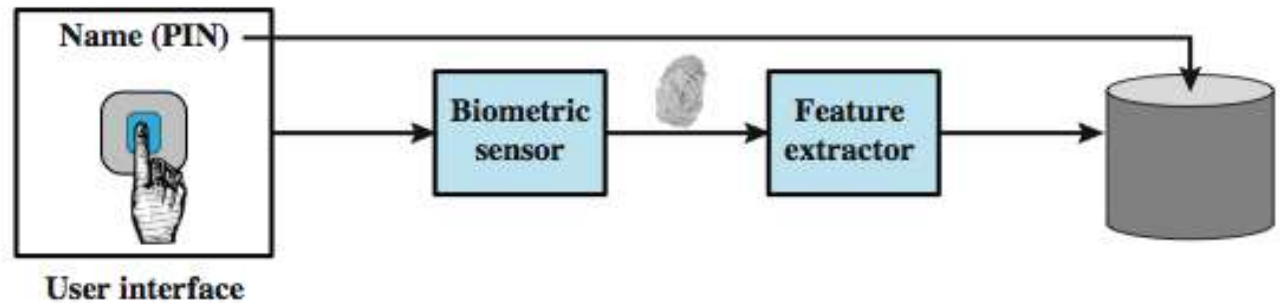 Name (PIN)
Biometric
sensor
Feature
extractor
User interface